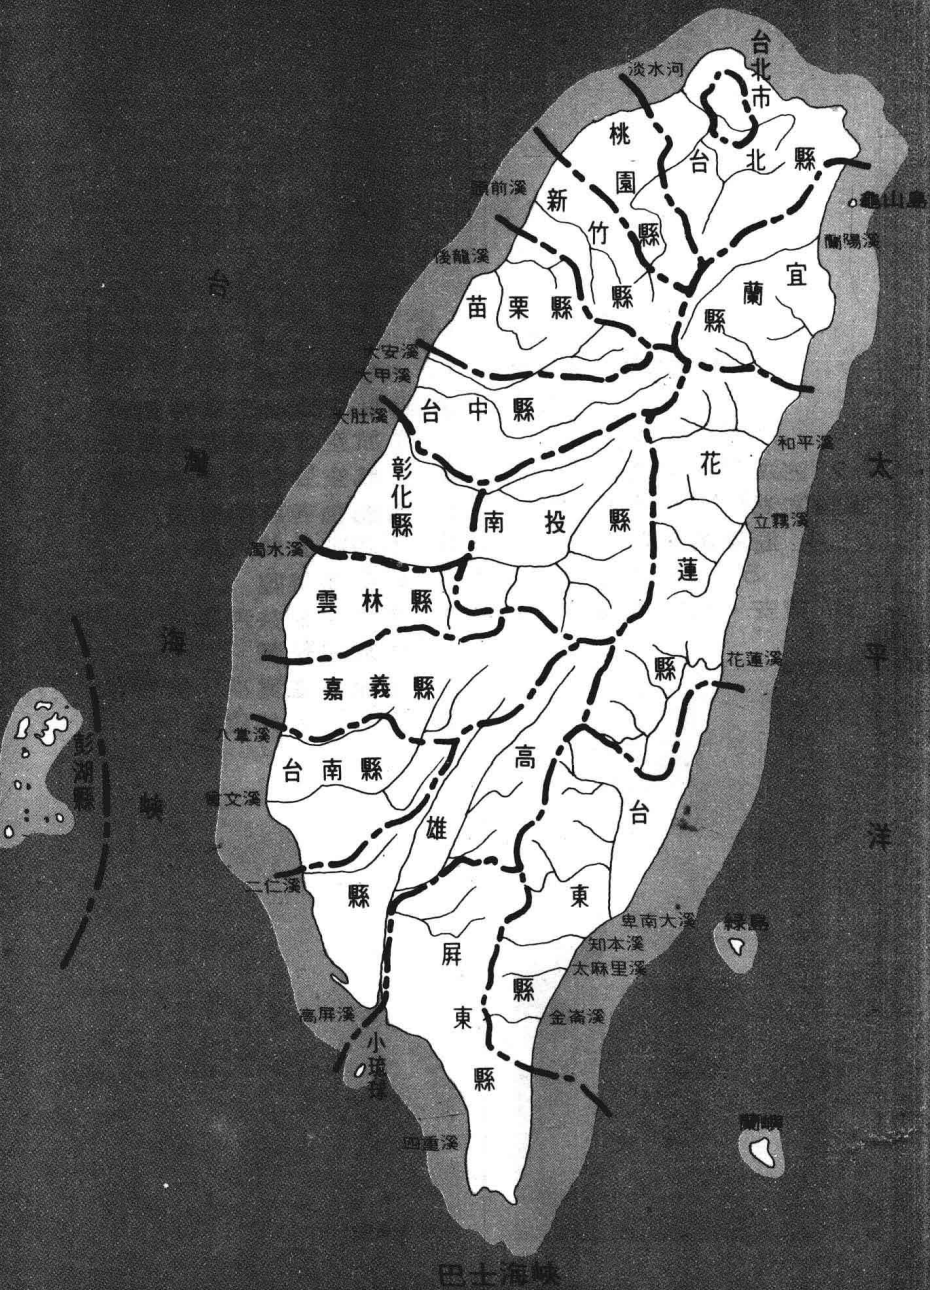 台北市
淡水河
桃園縣
台北縣
頭前溪
新竹縣
龜山島
蘭陽溪
後龍溪
宜蘭縣
苗栗縣
大安溪
大甲溪
台中縣
大肚溪
和平溪
花蓮縣
彰化縣
南投縣
立霧溪
濁水溪
雲林縣
花蓮溪
嘉義縣
八掌溪
台南縣
曾文溪
高雄縣
二仁溪
台東縣
卑南大溪
綠島
知本溪
太麻里溪
屏東縣
金崙溪
高屏溪
小琉球
蘭嶼
四重溪
澎湖縣
台灣海峽
太平洋
巴士海峽